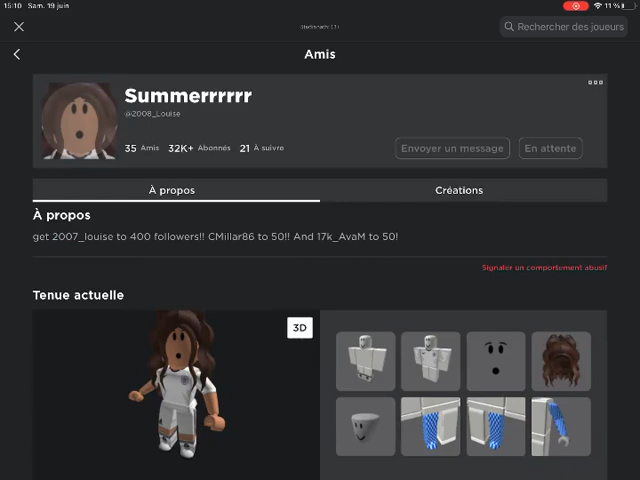 15:10 Sam. 19 juin
11 %
Rechercher des joueurs
Amis
Summerrrrrr
@2008_Louise
35 Amis 32K+ Abonnés 21 À suivre
Envoyer un message
En attente
À propos
Créations
À propos
get 2007_louise to 400 followers!! CMillar86 to 50!! And 17k_AvaM to 50!
Signaler un comportement abusif
Tenue actuelle
3D